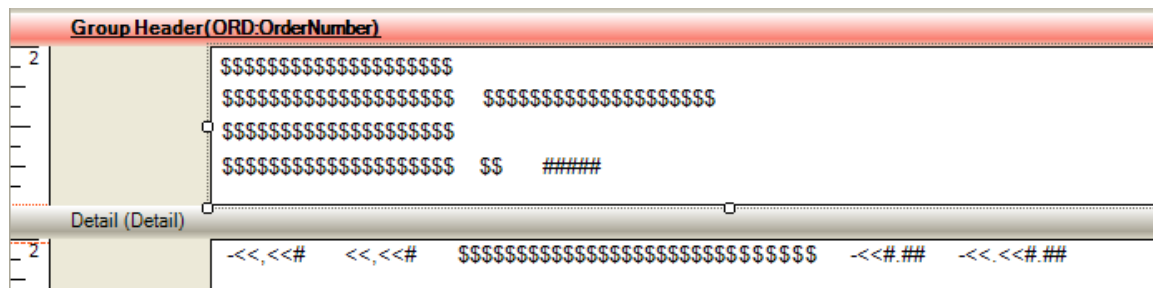 Group Header(ORD:OrderNumber)
2
$$$$$$$$$$$$$$$$$$$$
$$$$$$$$$$$$$$$$$$$$ $$$$$$$$$$$$$$$$$$$$
$$$$$$$$$$$$$$$$$$$$
$$$$$$$$$$$$$$$$$$$$ $$ #####
Detail (Detail)
2 -<<,<<# <<,<<# $$$$$$$$$$$$$$$$$$$$$$$$$$$$$$$ -<<#.## -<<.<<#.##